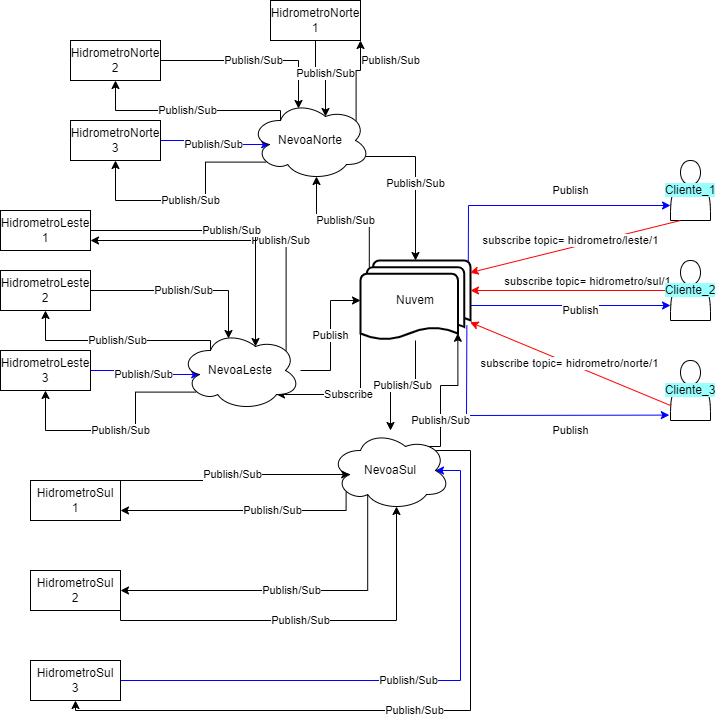 HidrometroNorte
1
HidrometroNorte
2
Publish/Sub
Publish/Sub
Publish/Sub
Publish/Sub
HidrometroNorte
3
Publish/Sub
NevoaNorte
Publish/Sub
Publish/Sub
Publish
Cliente_1
HidrometroLeste
1
Publish/Sub
Publish/Sub
Publish/Sub
subscribe topic= hidrometro/leste/1
HidrometroLeste
2
Publish/Sub
Nuvem
subscribe topic= hidrometro/sul/1
Cliente_2
Publish
Publish/Sub
Publish
HidrometroLeste
3
Publish/Sub
NevoaLeste
subscribe topic= hidrometro/norte/1
Publish/Sub
Subscribe
Cliente_3
Publish/Sub
Publish/Sub
Publish
NevoaSul
Publish/Sub
HidrometroSul
1
Publish/Sub
HidrometroSul
2
Publish/Sub
Publish/Sub
HidrometroSul
3
Publish/Sub
Publish/Sub